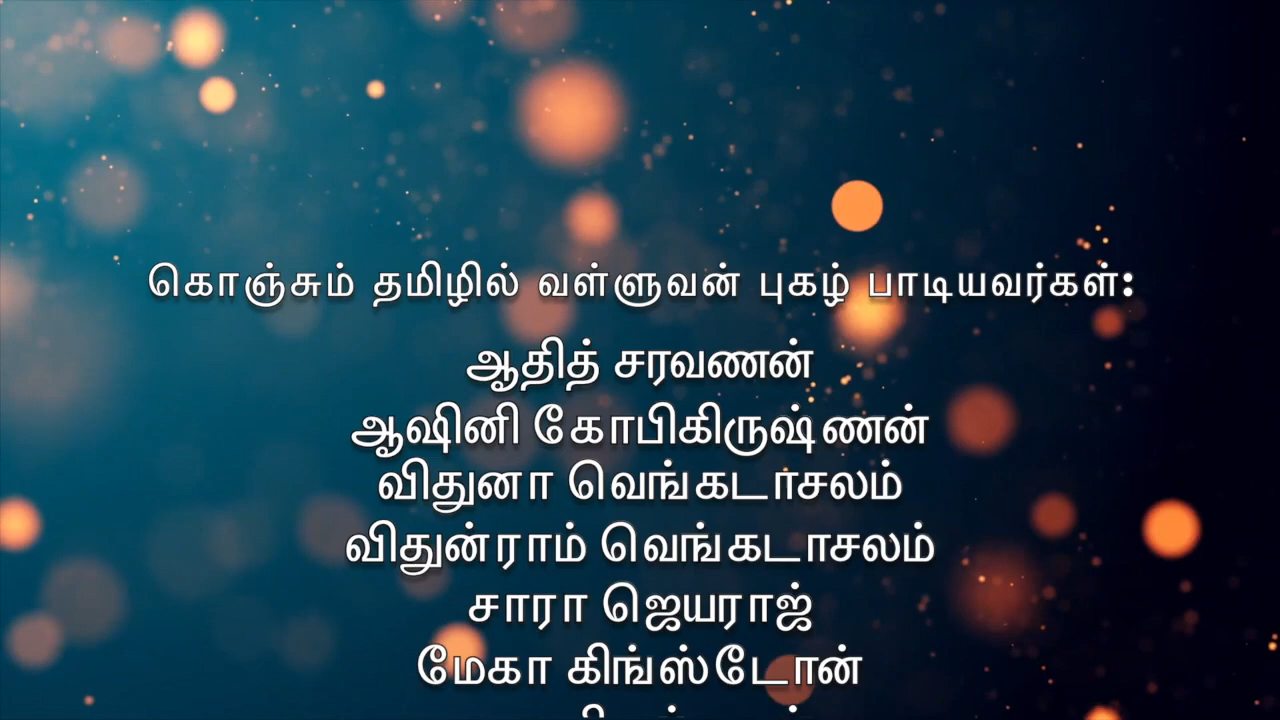 கொஞ்சும் தமிழில் வள்ளுவன் புகழ் பாடியவர்கள்:
ஆதித் சரவணன்
ஆஷினி கோபிகிருஷ்ணன்
விதுனா வெங்கடாசலம்
விதுன்ராம் வெங்கடாசலம்
சாரா ஜெயராஜ்
மேகா கிங்ஸ்டோன்